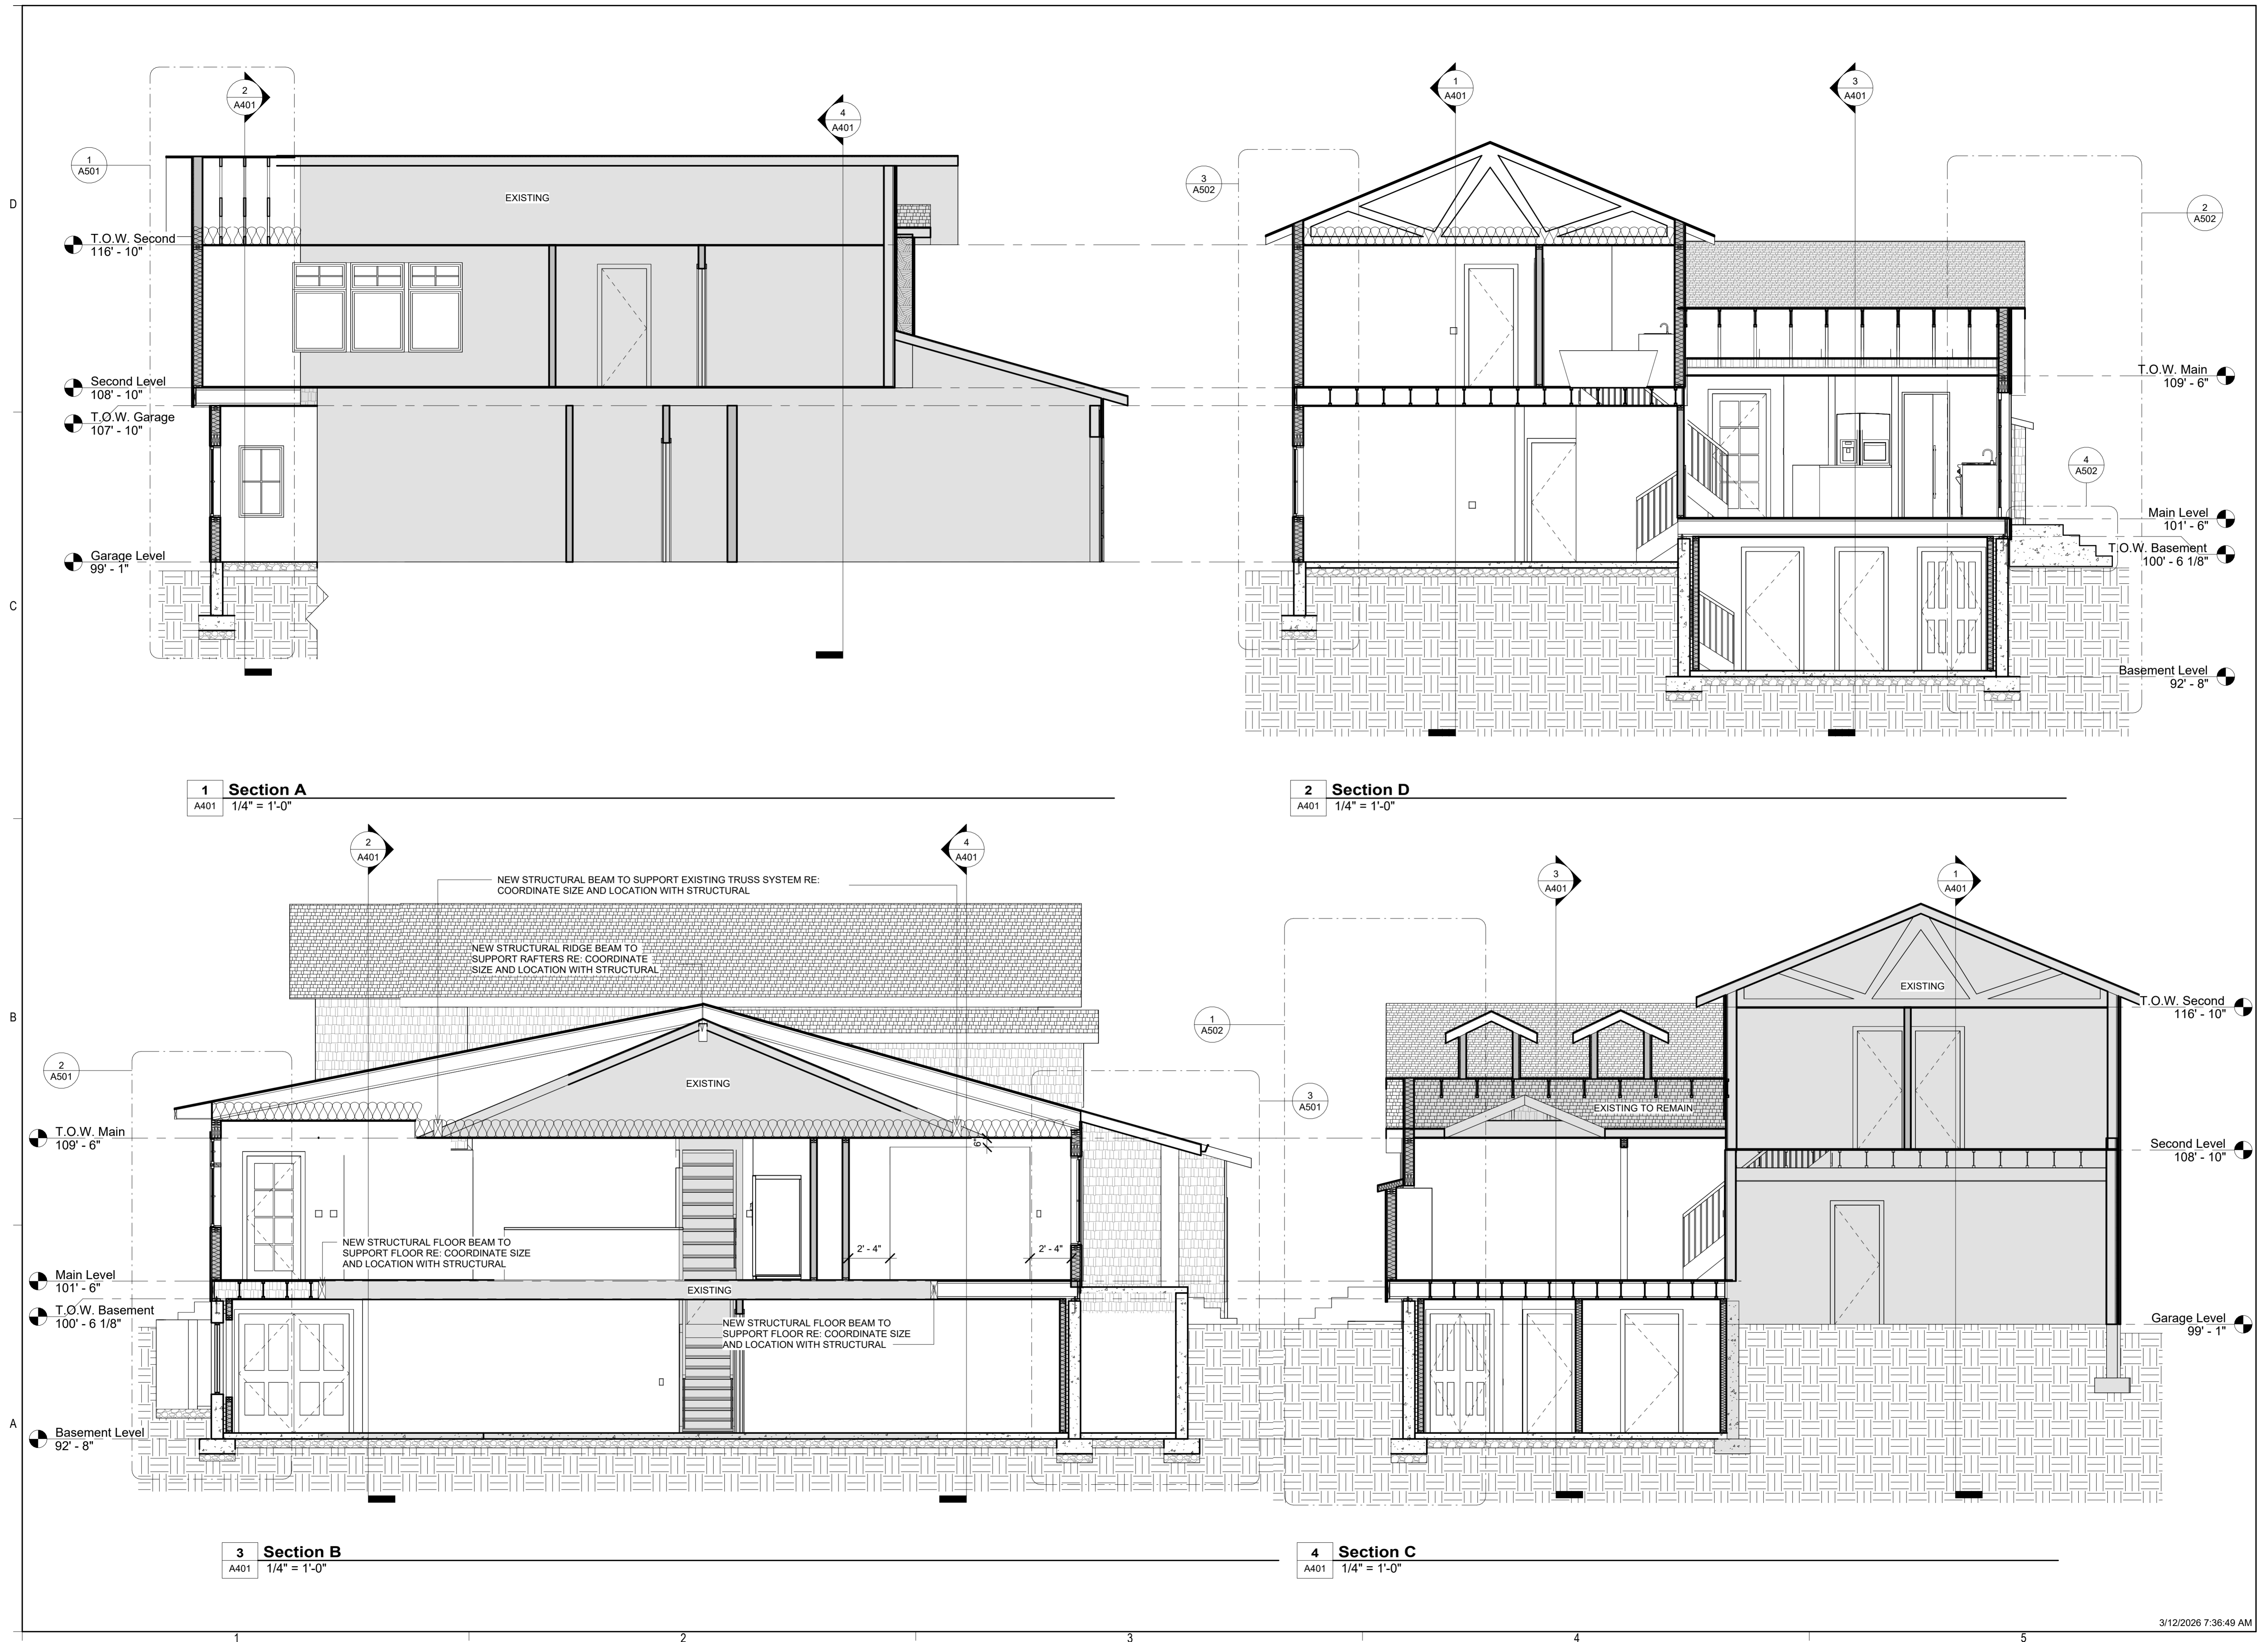 2
A401
4
A401
1
A501
EXISTING
T.O.W. Second
116' - 10"
Second Level
108' - 10"
T.O.W. Garage
107' - 10"
Garage Level
99' - 1"
1
A401
Section A
1/4" = 1'-0"
1
A401
3
A401
3
A502
2
A502
T.O.W. Main
109' - 6"
4
A502
Main Level
101' - 6"
T.O.W. Basement
100' - 6 1/8"
Basement Level
92' - 8"
2
A401
Section D
1/4" = 1'-0"
2
A401
4
A401
NEW STRUCTURAL BEAM TO SUPPORT EXISTING TRUSS SYSTEM RE:
COORDINATE SIZE AND LOCATION WITH STRUCTURAL
NEW STRUCTURAL RIDGE BEAM TO
SUPPORT RAFTERS RE: COORDINATE
SIZE AND LOCATION WITH STRUCTURAL
2
A501
EXISTING
3
A501
T.O.W. Main
109' - 6"
6"
NEW STRUCTURAL FLOOR BEAM TO
SUPPORT FLOOR RE: COORDINATE SIZE
AND LOCATION WITH STRUCTURAL
2' - 4"
2' - 4"
Main Level
101' - 6"
EXISTING
T.O.W. Basement
100' - 6 1/8"
NEW STRUCTURAL FLOOR BEAM TO
SUPPORT FLOOR RE: COORDINATE SIZE
AND LOCATION WITH STRUCTURAL
Basement Level
92' - 8"
3
A401
Section B
1/4" = 1'-0"
3
A401
1
A401
1
A502
EXISTING
T.O.W. Second
116' - 10"
EXISTING TO REMAIN
Second Level
108' - 10"
Garage Level
99' - 1"
4
A401
Section C
1/4" = 1'-0"
D
C
B
A
1
2
3
4
5
3/12/2026 7:36:49 AM